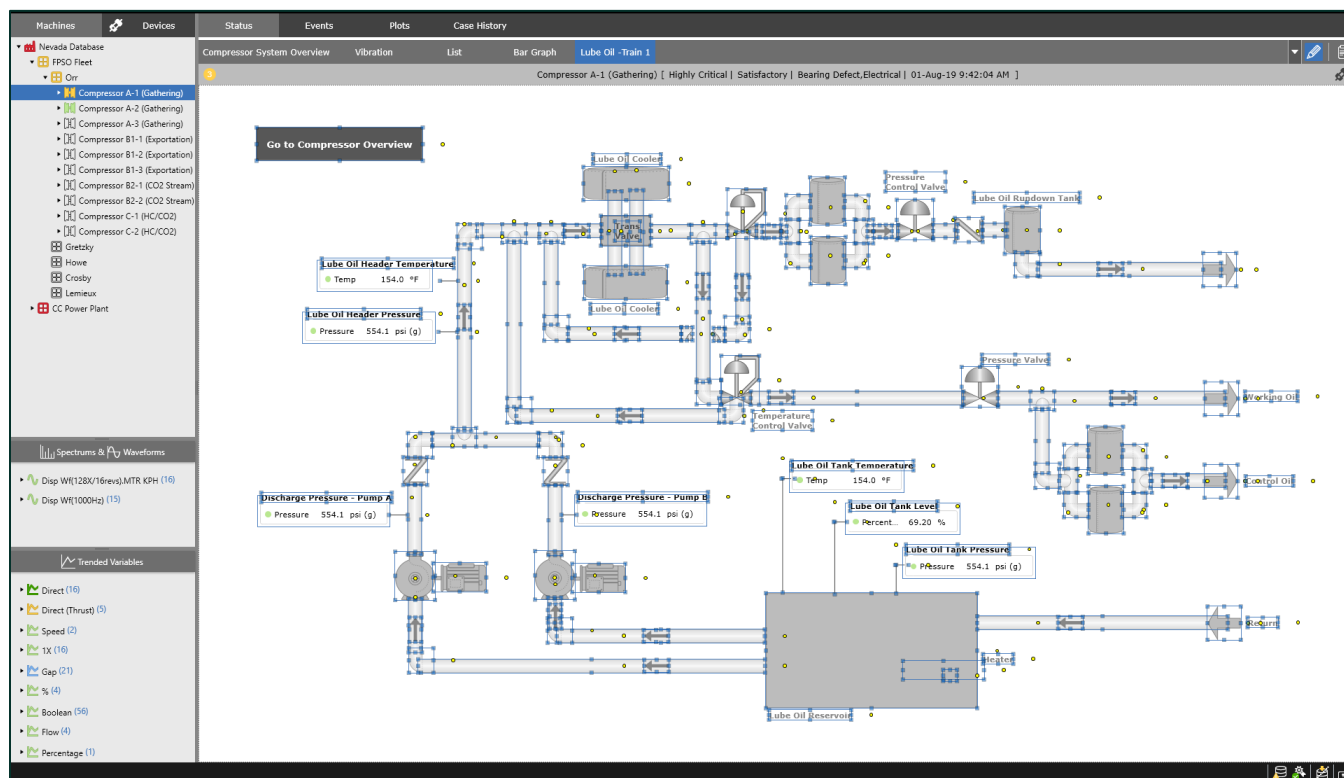 Machines
Devices
Status
Events
Plots
Case History
Nevada Database
FPSO Fleet
Orr
Compressor A-1 (Gathering)
Compressor A-2 (Gathering)
Compressor A-3 (Gathering)
Compressor B1-1 (Exportation)
Compressor B1-2 (Exportation)
Compressor B1-3 (Exportation)
Compressor B2-1 (CO2 Stream)
Compressor B2-2 (CO2 Stream)
Compressor C-1 (HC/CO2)
Compressor C-2 (HC/CO2)
Gretzky
Howe
Crosby
Lemieux
CC Power Plant
Spectrums & Waveforms
Disp Wf(128X/16revs).MTR KPH (16)
Disp Wf(1000Hz) (15)
Trended Variables
Direct (16)
Direct (Thrust) (5)
Speed (2)
1X (16)
Gap (21)
% (4)
Boolean (56)
Flow (4)
Percentage (1)
Compressor System Overview
Vibration
List
Bar Graph
Lube Oil -Train 1
3
Compressor A-1 (Gathering) [ Highly Critical | Satisfactory | Bearing Defect,Electrical | 01-Aug-19 9:42:04 AM ]
Go to Compressor Overview
Lube Oil Cooler
Trans
Valve
Lube Oil Cooler
Pressure
Control Valve
Lube Oil Rundown Tank
Lube Oil Header Temperature
Temp 154.0 °F
Lube Oil Header Pressure
Pressure 554.1 psi (g)
Pressure Valve
Working Oil
Temperature
Control Valve
Control Oil
Discharge Pressure - Pump A
Pressure 554.1 psi (g)
Discharge Pressure - Pump B
Pressure 554.1 psi (g)
Lube Oil Tank Temperature
Temp 154.0 °F
Lube Oil Tank Level
Percent... 69.20 %
Lube Oil Tank Pressure
Pressure 554.1 psi (g)
Return
Heater
Lube Oil Reservoir